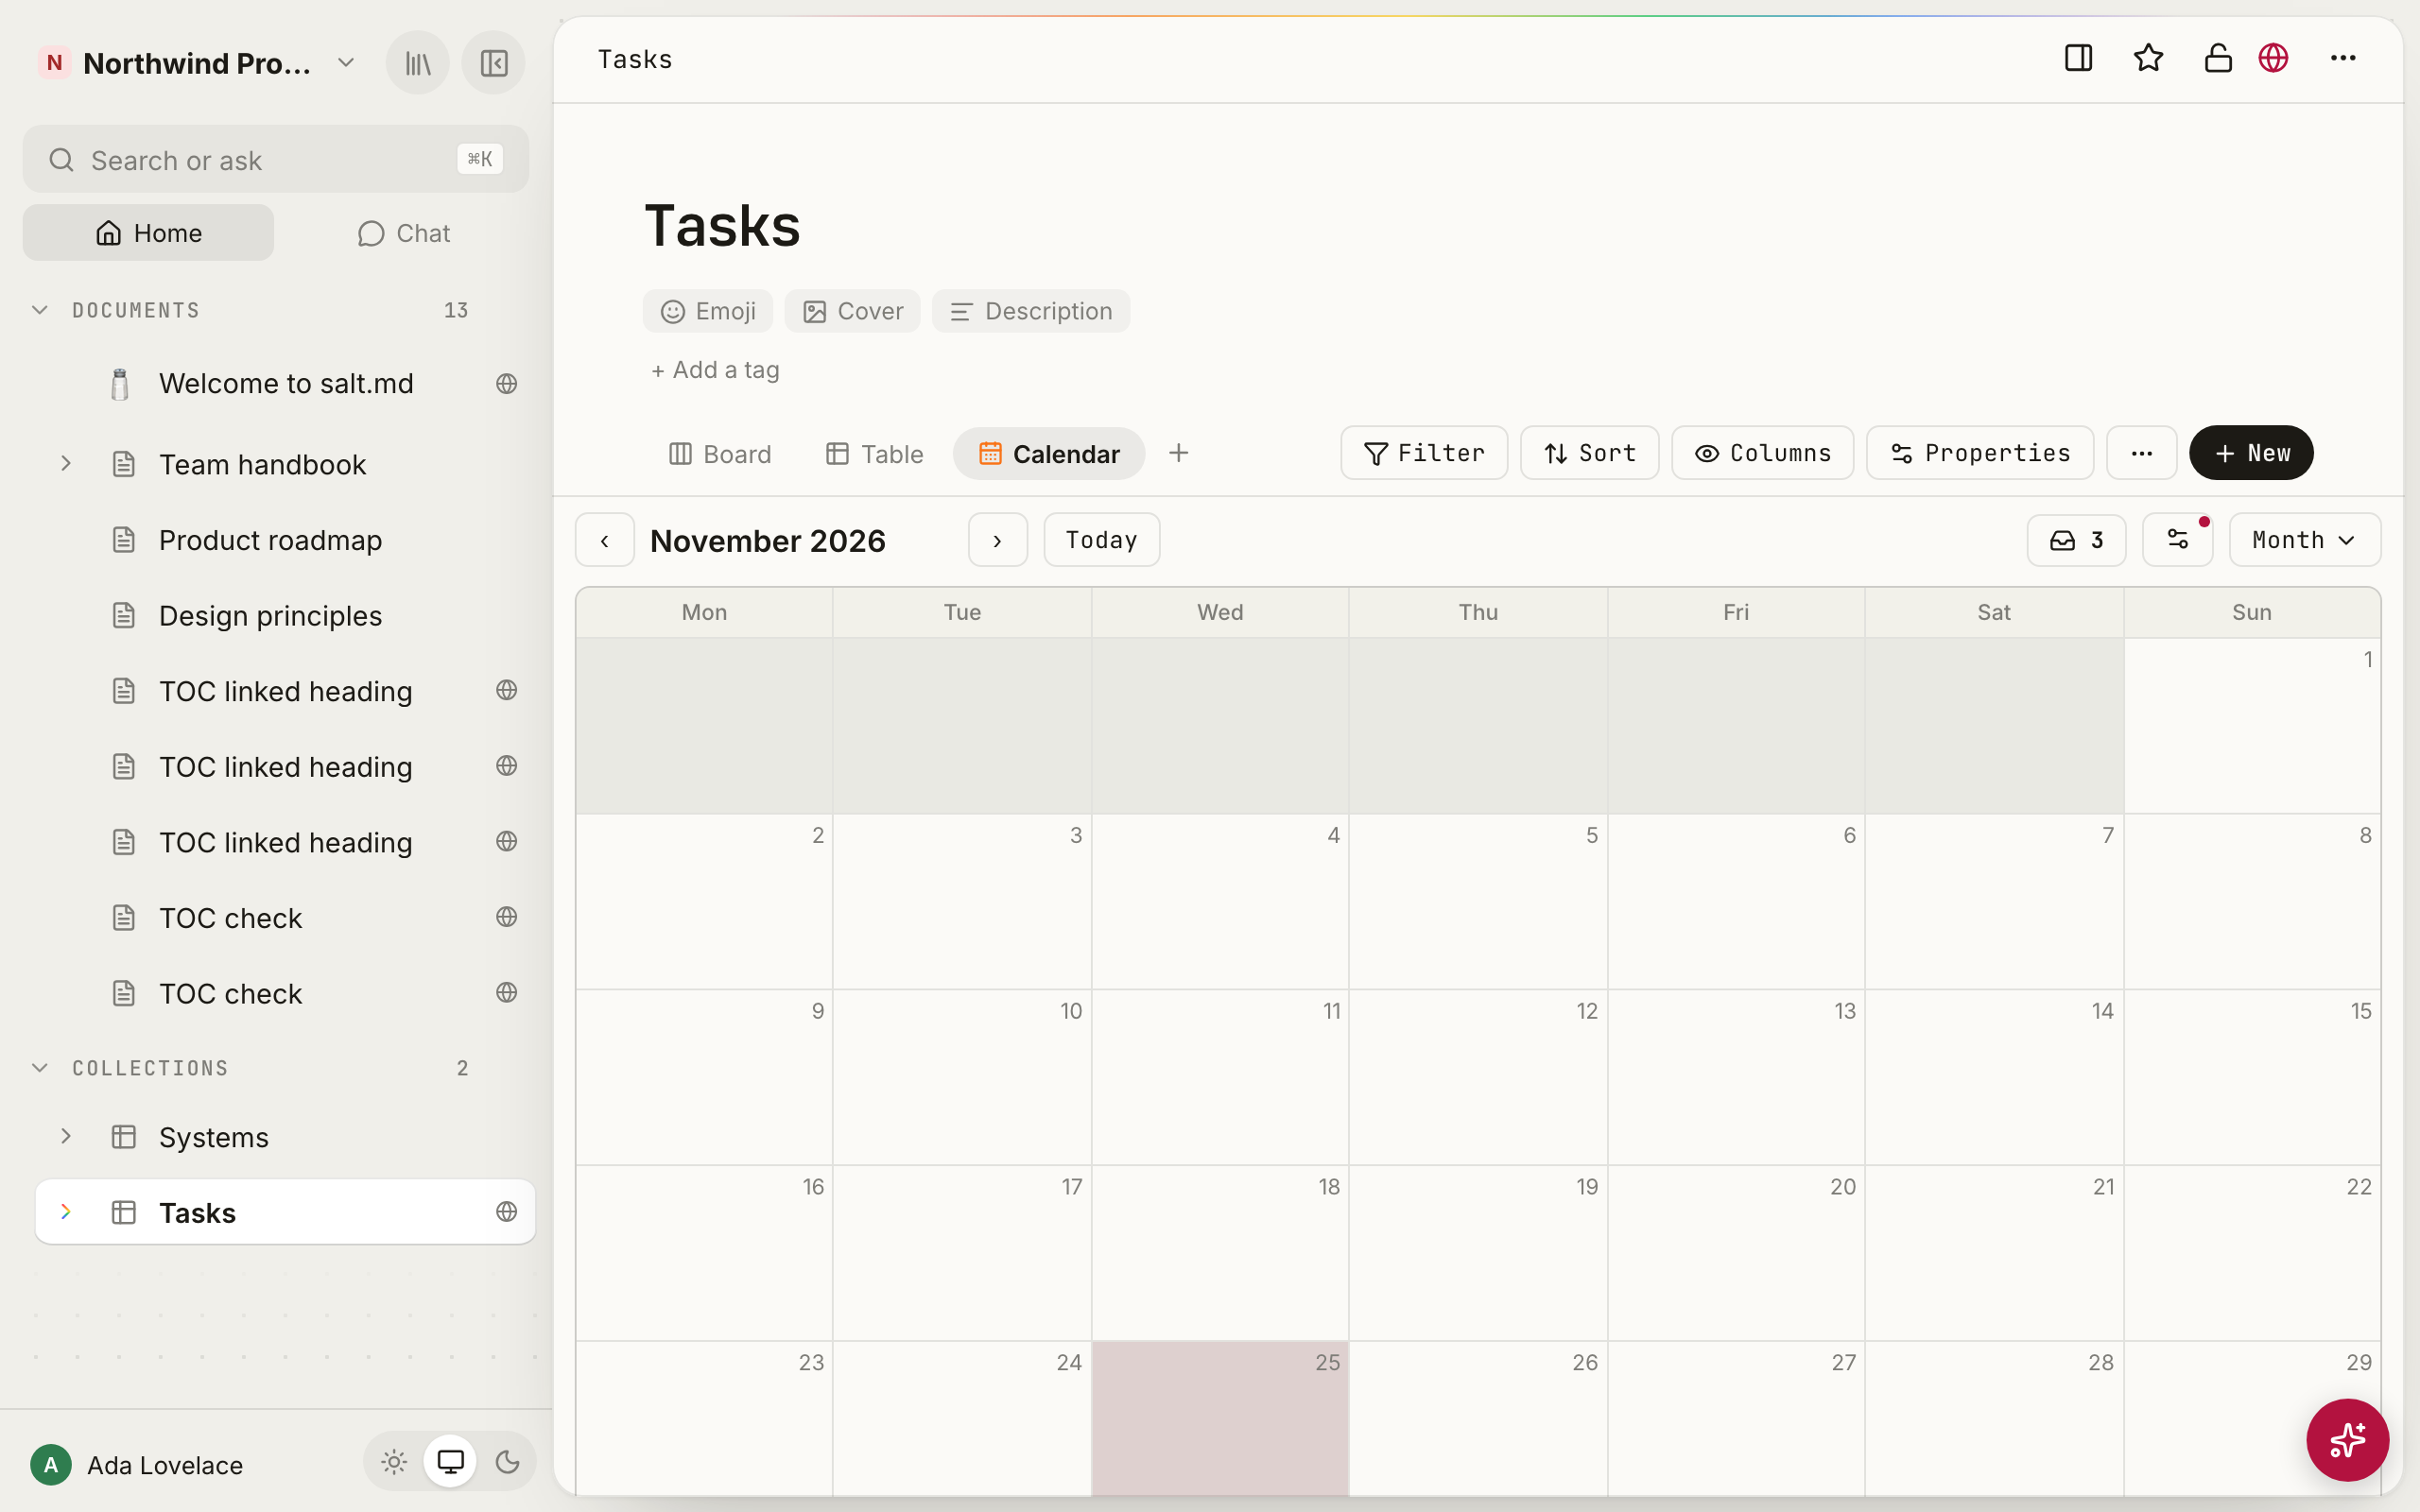 N Northwind Pro...
Search or ask ⌘K
Home Chat
DOCUMENTS 13
Welcome to salt.md
Team handbook
Product roadmap
Design principles
TOC linked heading
TOC linked heading
TOC linked heading
TOC check
TOC check
COLLECTIONS 2
Systems
Tasks
A Ada Lovelace
Tasks
Tasks
Emoji Cover Description
+ Add a tag
Board Table Calendar +
Filter Sort Columns Properties ... + New
‹ November 2026 › Today
3 Month
Mon Tue Wed Thu Fri Sat Sun
1
2 3 4 5 6 7 8
9 10 11 12 13 14 15
16 17 18 19 20 21 22
23 24 25 26 27 28 29